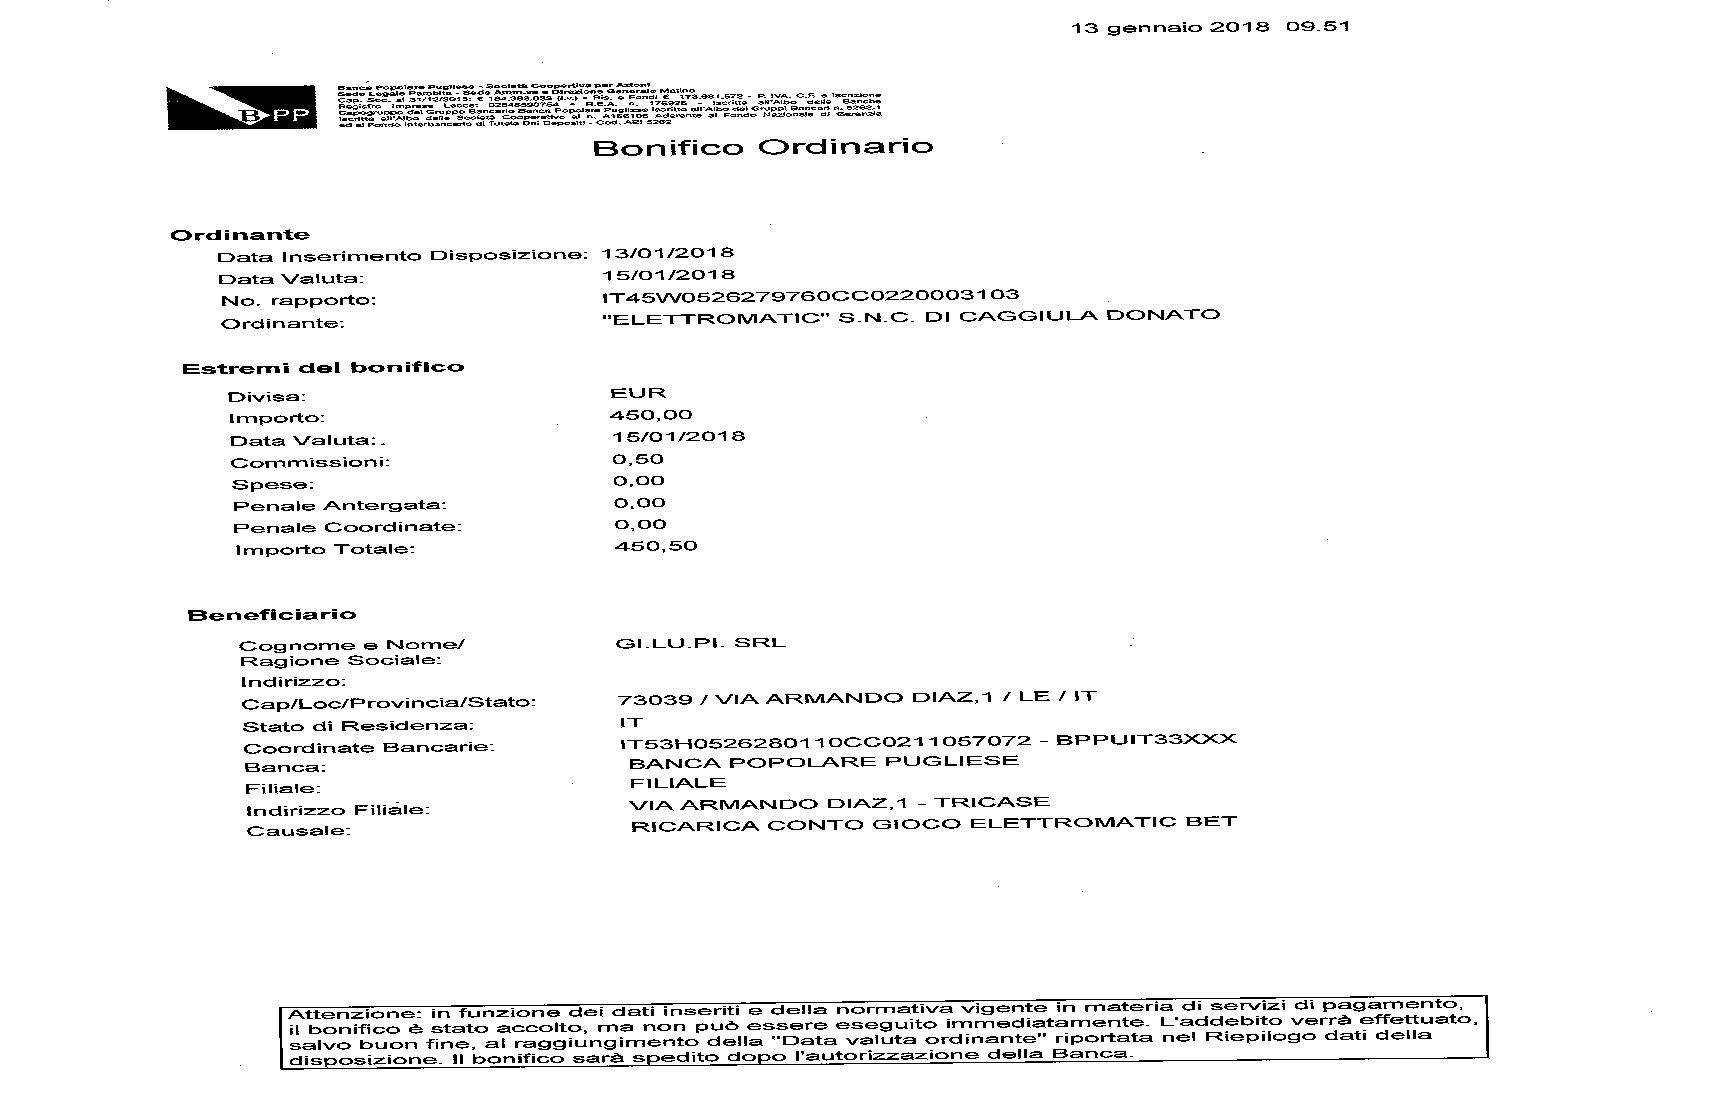 13 gennaio 2018 09.51
B PP
Banca Popolare Pugliese - Società Cooperativa per Azioni
Sede Legale Parabita - Sede Amm.va e Direzione Generale Matino
Cap. Soc. al 31/12/2015: € - Ris. e Fondi € - P. IVA, C.F. e Iscrizione
Registro Imprese Lecce: - R.E.A. n. - Iscritta all'Albo delle Banche
Capogruppo del Gruppo Bancario Banca Popolare Pugliese Iscritto all'Albo dei Gruppi Bancari n. 5262.1
Iscritta all'Albo delle Società Cooperative al n. A166106 Aderente al Fondo Nazionale di Garanzia
ed al Fondo Interbancario di Tutela Dei Depositi - Cod. ABI 5262
Bonifico Ordinario
Ordinante
Data Inserimento Disposizione: 13/01/2018
Data Valuta: 15/01/2018
No. rapporto: IT45W0526279760CC0220003103
Ordinante: "ELETTROMATIC" S.N.C. DI CAGGIULA DONATO
Estremi del bonifico
Divisa: EUR
Importo: 450,00
Data Valuta: 15/01/2018
Commissioni: 0,50
Spese: 0,00
Penale Antergata: 0,00
Penale Coordinate: 0,00
Importo Totale: 450,50
Beneficiario
Cognome e Nome/ GI.LU.PI. SRL
Ragione Sociale:
Indirizzo:
Cap/Loc/Provincia/Stato: 73039 / VIA ARMANDO DIAZ,1 / LE / IT
Stato di Residenza: IT
Coordinate Bancarie: IT53H0526280110CC0211057072 - BPPUIT33XXX
Banca: BANCA POPOLARE PUGLIESE
Filiale: FILIALE
Indirizzo Filiale: VIA ARMANDO DIAZ,1 - TRICASE
Causale: RICARICA CONTO GIOCO ELETTROMATIC BET
Attenzione: in funzione dei dati inseriti e della normativa vigente in materia di servizi di pagamento,
il bonifico è stato accolto, ma non può essere eseguito immediatamente. L'addebito verrà effettuato,
salvo buon fine, al raggiungimento della "Data valuta ordinante" riportata nel Riepilogo dati della
disposizione. Il bonifico sarà spedito dopo l'autorizzazione della Banca.